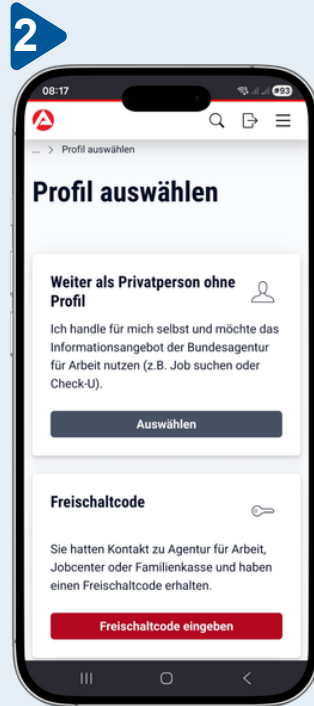 2
08:17
93
... > Profil auswählen
Profil auswählen
Weiter als Privatperson ohne
Profil
Ich handle für mich selbst und möchte das
Informationsangebot der Bundesagentur
für Arbeit nutzen (z.B. Job suchen oder
Check-U).
Auswählen
Freischaltcode
Sie hatten Kontakt zu Agentur für Arbeit,
Jobcenter oder Familienkasse und haben
einen Freischaltcode erhalten.
Freischaltcode eingeben